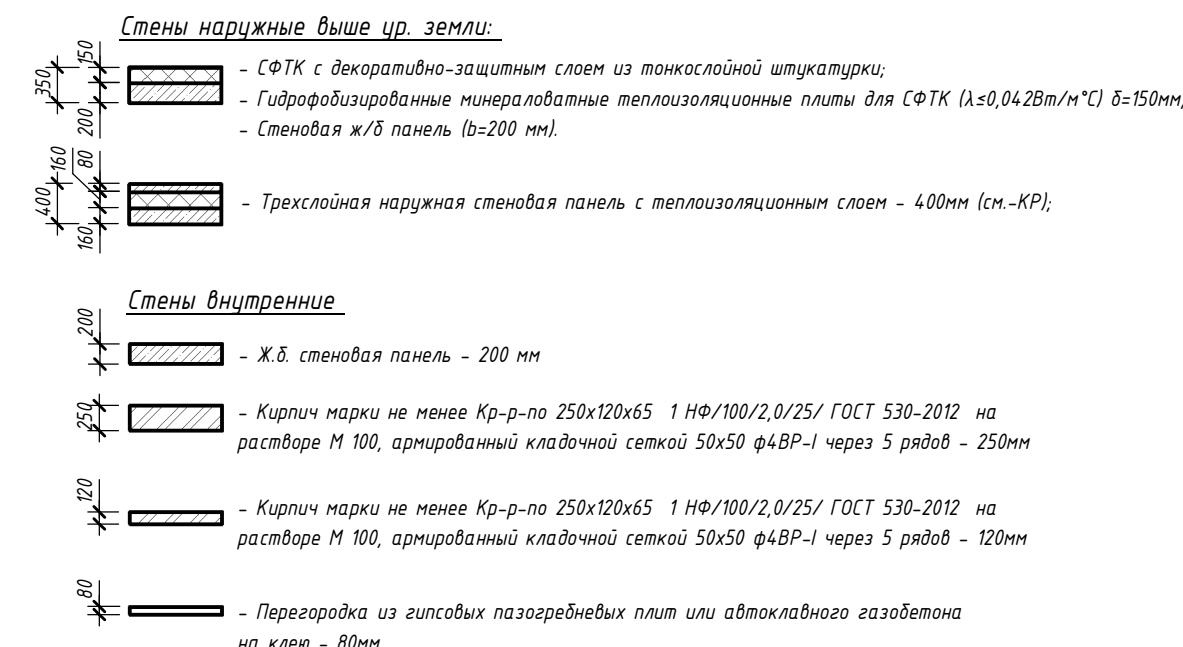 Стены наружные выше ур. земли:
350 150 200
- СФТК с декоративно-защитным слоем из тонкослойной штукатурки;
- Гидрофобизированные минераловатные теплоизоляционные плиты для СФТК (λ≤0,042Вт/м°С) δ=150мм;
- Стеновая ж/б панель (b=200 мм).
400 160 80 160
- Трехслойная наружная стеновая панель с теплоизоляционным слоем - 400мм (см.-КР);
Стены внутренние
200
- Ж.б. стеновая панель - 200 мм
250
- Кирпич марки не менее Кр-р-по 250х120х65 1 НФ/100/2,0/25/ ГОСТ 530-2012 на
растворе М 100, армированный кладочной сеткой 50х50 ф4ВР-I через 5 рядов - 250мм
120
- Кирпич марки не менее Кр-р-по 250х120х65 1 НФ/100/2,0/25/ ГОСТ 530-2012 на
растворе М 100, армированный кладочной сеткой 50х50 ф4ВР-I через 5 рядов - 120мм
80
- Перегородка из гипсовых пазогребневых плит или автоклавного газобетона
на клею - 80мм